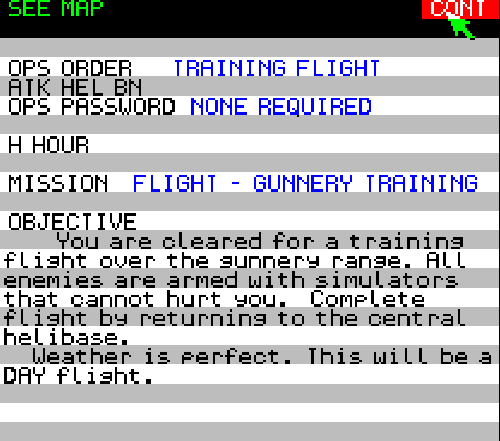 SEE MAP CONT
OPS ORDER TRAINING FLIGHT
ATK HEL BN
OPS PASSWORD NONE REQUIRED
H HOUR
MISSION FLIGHT - GUNNERY TRAINING
OBJECTIVE
You are cleared for a training
flight over the gunnery range. All
enemies are armed with simulators
that cannot hurt you. Complete
flight by returning to the central
helibase.
Weather is perfect. This will be a
DAY flight.